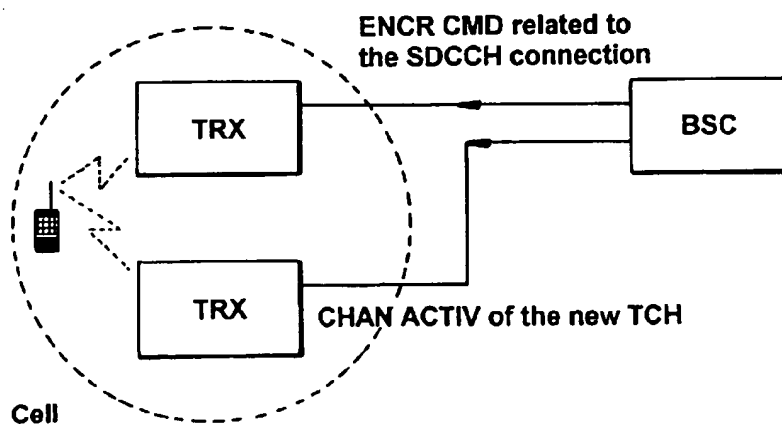 ENCR CMD related to
the SDCCH connection
TRX
BSC
TRX
CHAN ACTIV of the new TCH
Cell